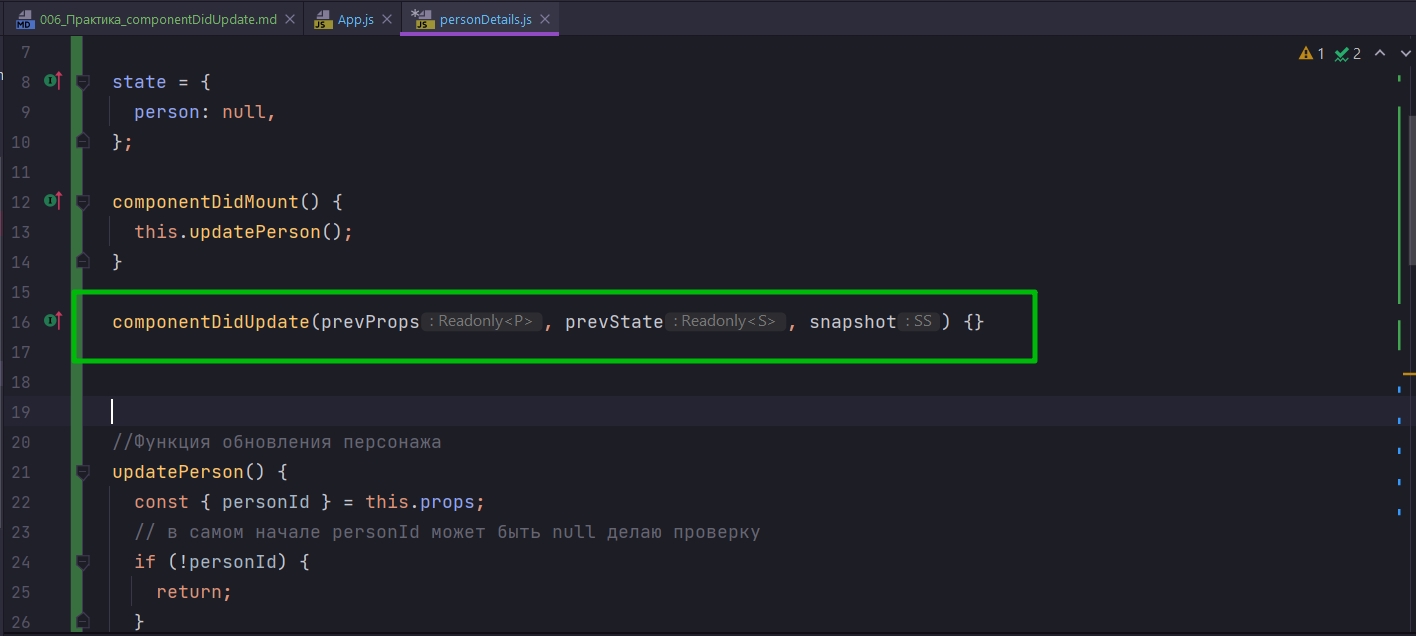 006_Практика_componentDidUpdate.md App.js personDetails.js
7
1 2
8 state = {
9 person: null,
10 };
11
12 componentDidMount() {
13 this.updatePerson();
14 }
15
16 componentDidUpdate(prevProps : Readonly<P> , prevState : Readonly<S> , snapshot : SS ) {}
17
18
19
20 //Функция обновления персонажа
21 updatePerson() {
22 const { personId } = this.props;
23 // в самом начале personId может быть null делаю проверку
24 if (!personId) {
25 return;
26 }